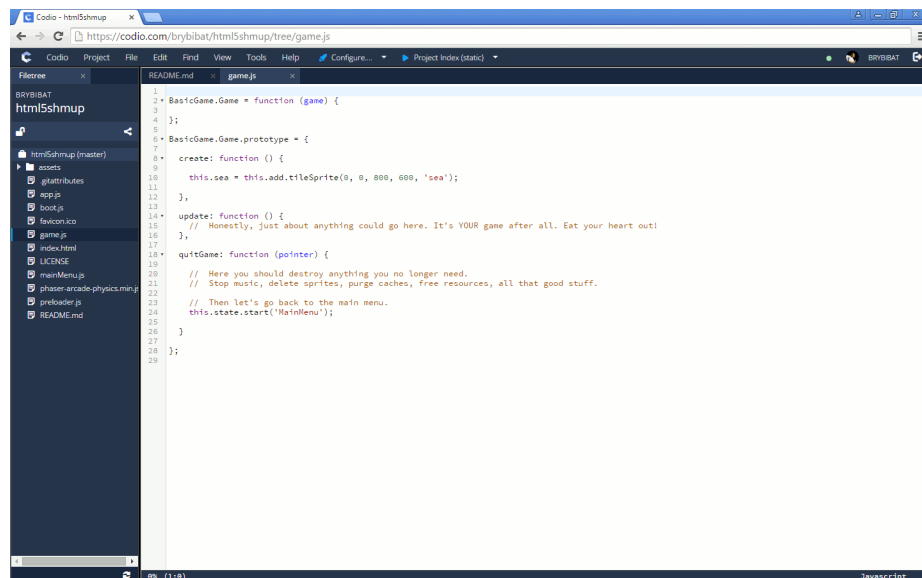 Codio - html5shmup
https://codio.com/brybibat/html5shmup/tree/game.js
Codio Project File Edit Find View Tools Help Configure.... Project Index (static) BRYBIBAT
Filetree
README.md game.js
BRYBIBAT
html5shmup
html5shmup (master)
assets
.gitattributes
app.js
boot.js
favicon.ico
game.js
index.html
LICENSE
mainMenu.js
phaser-arcade-physics.min.j
preloader.js
README.md
1
2 BasicGame.Game = function (game) {
3
4 };
5
6 BasicGame.Game.prototype = {
7
8 create: function () {
9
10 this.sea = this.add.tileSprite(0, 0, 800, 600, 'sea');
11
12 },
13
14 update: function () {
15 // Honestly, just about anything could go here. It's YOUR game after all. Eat your heart out!
16 },
17
18 quitGame: function (pointer) {
19
20 // Here you should destroy anything you no longer need.
21 // Stop music, delete sprites, purge caches, free resources, all that good stuff.
22
23 // Then let's go back to the main menu.
24 this.state.start('MainMenu');
25
26 }
27
28 };
29
0% (1:0) Javascript